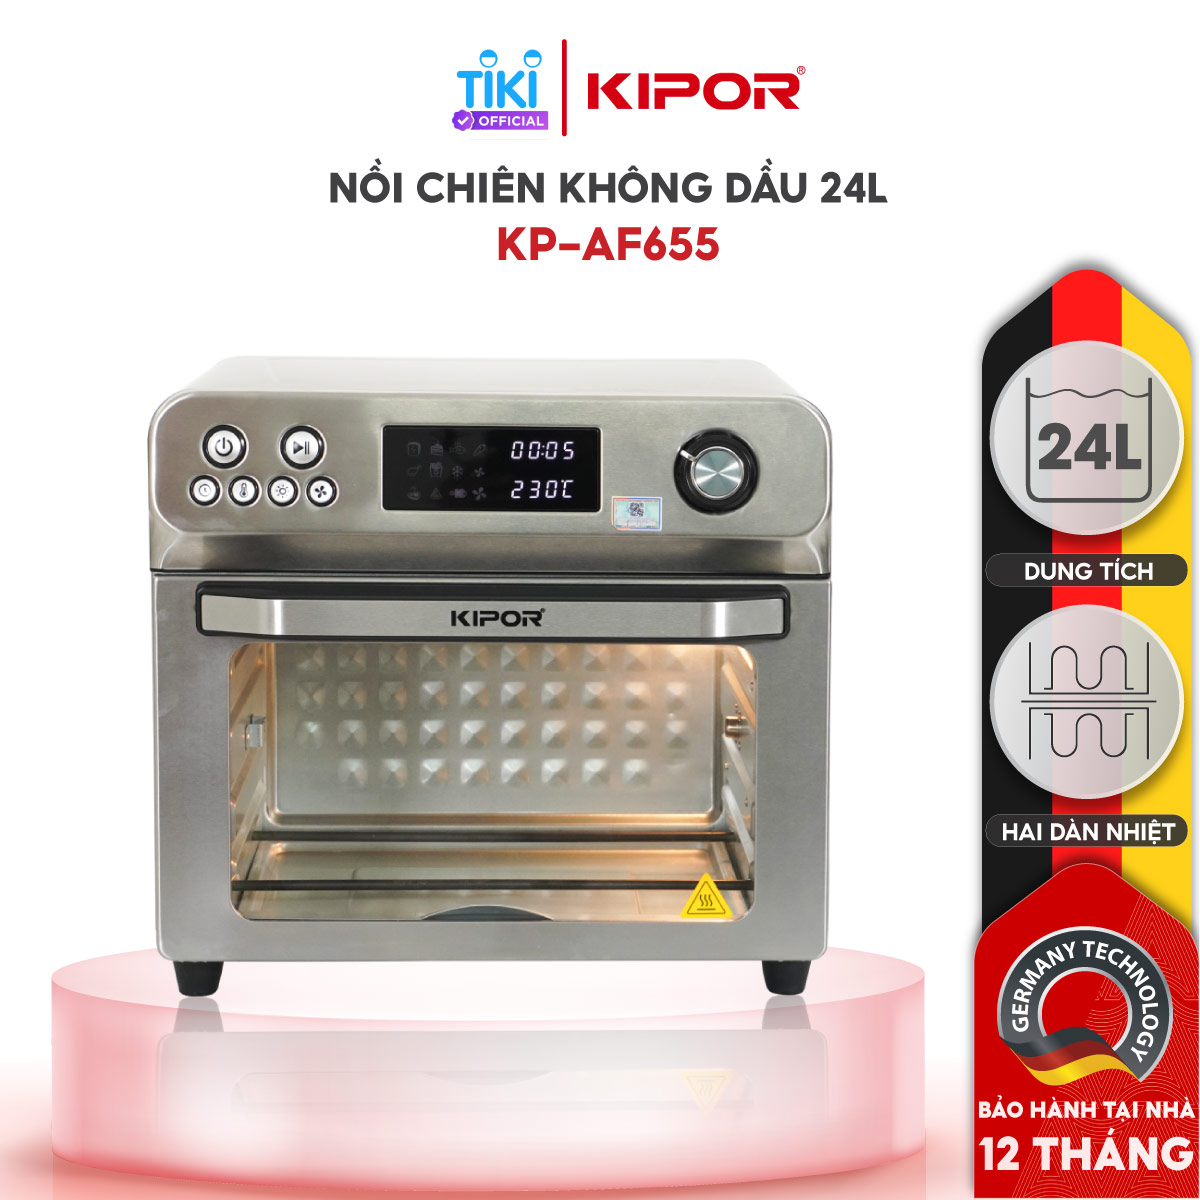 TIKI
OFFICIAL
KIPOR®
NỒI CHIÊN KHÔNG DẦU 24L
KP-AF655
00:05
230℃
KIPOR®
24L
DUNG TÍCH
HAI DÀN NHIỆT
GERMANY TECHNOLOGY
BẢO HÀNH TẠI NHÀ
12 THÁNG